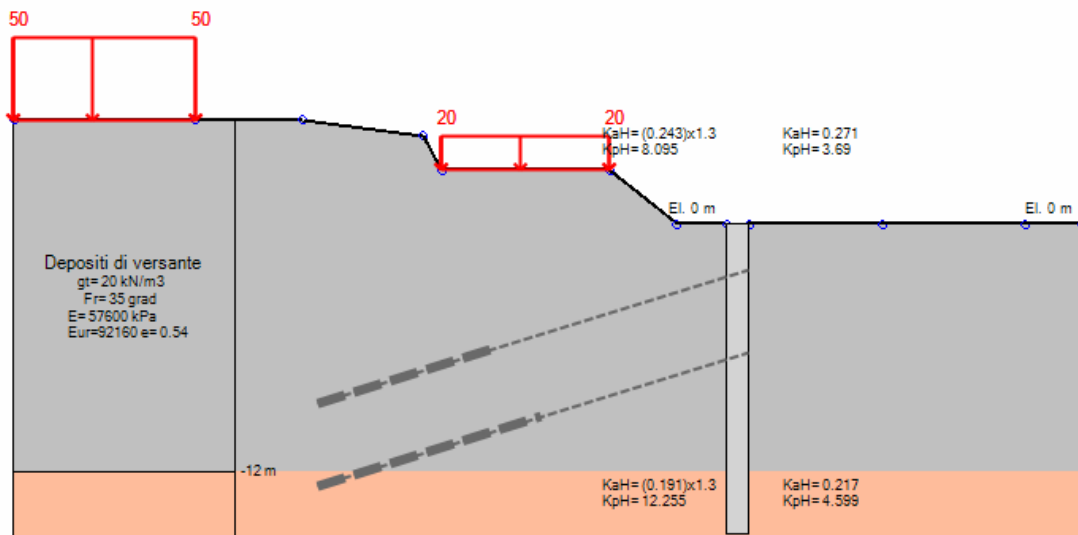 50
50
20
20
KaH= (0.243)x1.3
KpH= 8.095
KaH= 0.271
KpH= 3.69
El. 0 m
El. 0 m
Depositi di versante
gt= 20 kN/m3
Fr= 35 grad
E= 57600 kPa
Eur=92160 e= 0.54
-12 m
KaH= (0.191)x1.3
KpH= 12.255
KaH= 0.217
KpH= 4.599